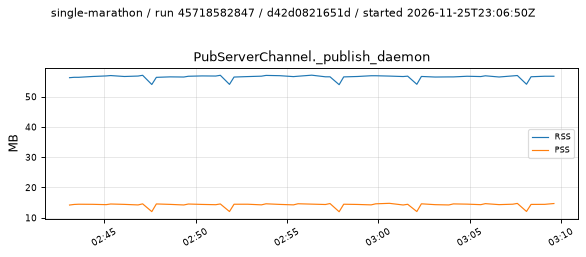 single-marathon / run 45718582847 / d42d0821651d / started 2026-11-25T23:06:50Z
PubServerChannel._publish_daemon
MB
50
40
30
20
10
RSS
PSS
02:45
02:50
02:55
03:00
03:05
03:10